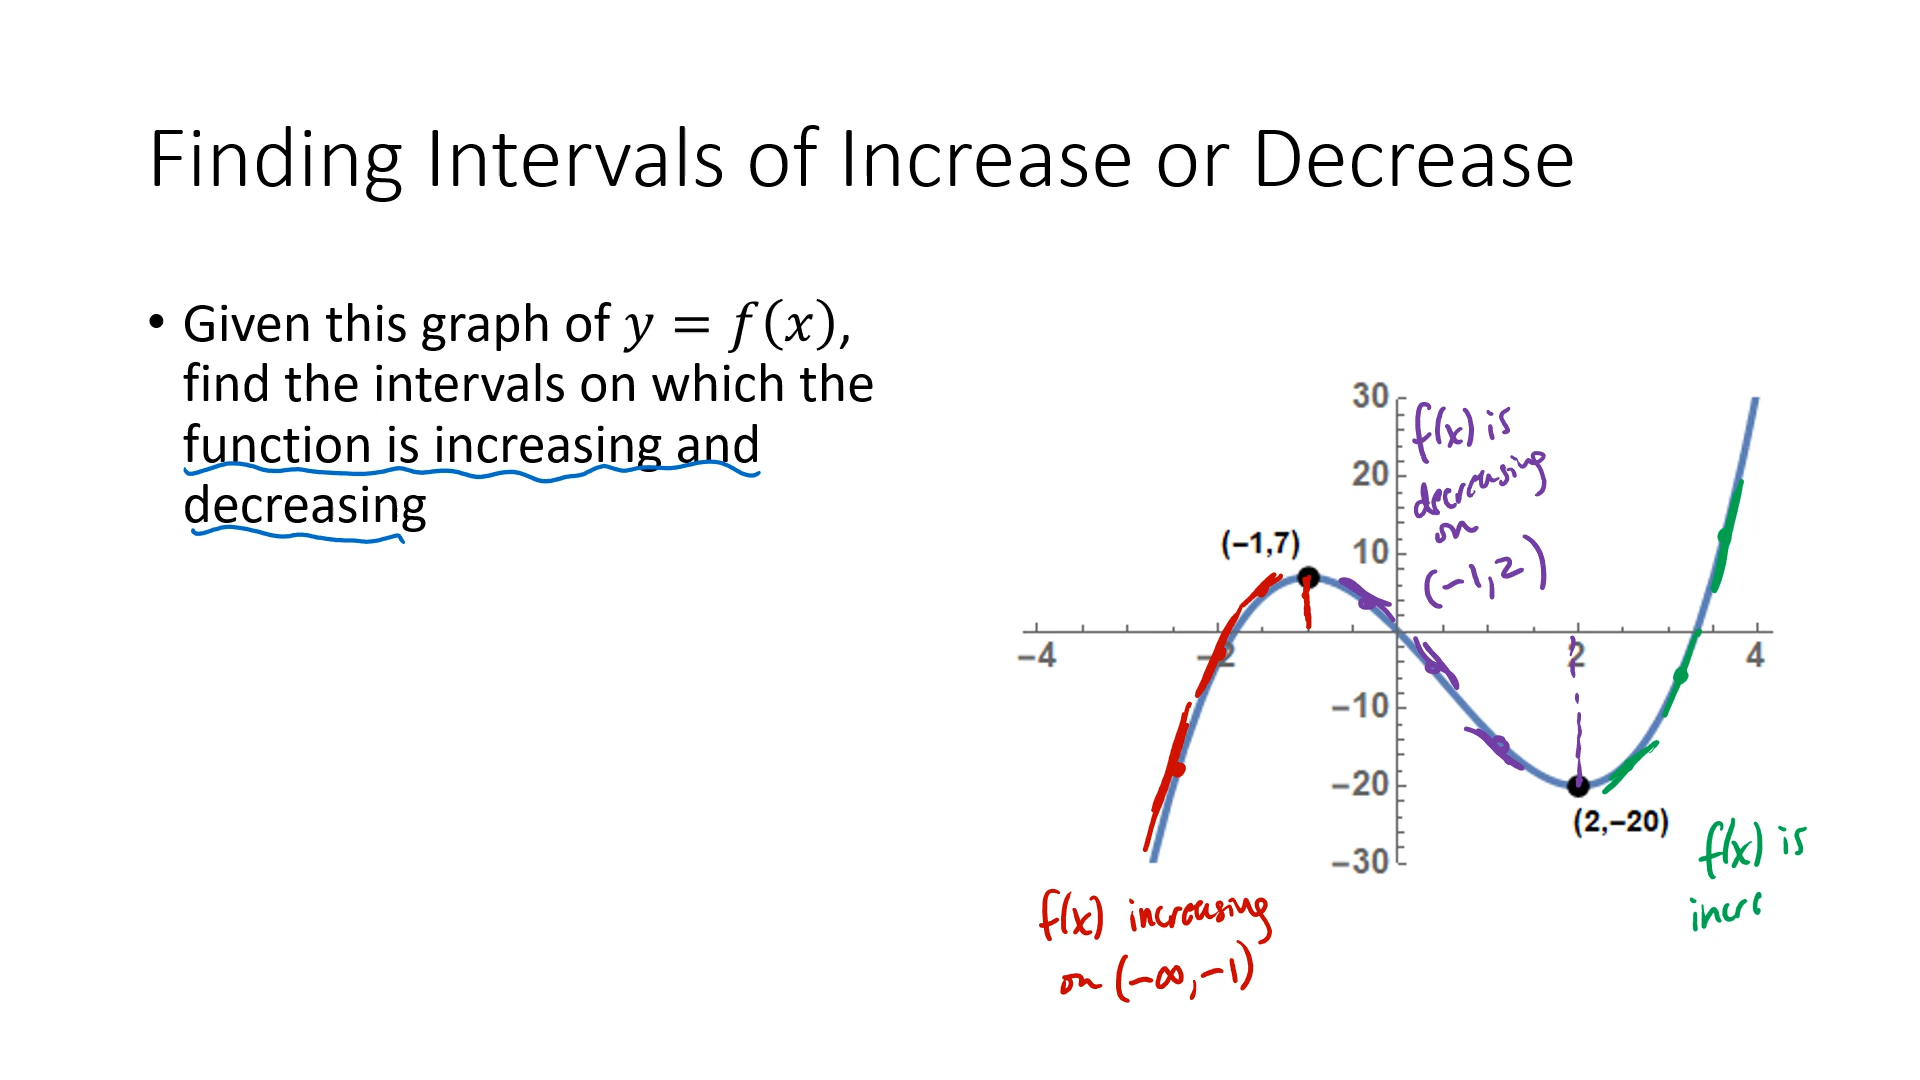 Finding Intervals of Increase or Decrease
• Given this graph of y = f(x),
find the intervals on which the
function is increasing and
decreasing
30
20
10
-10
-20
-30
-4
-2
2
4
(−1,7)
(2,−20)
f(x) is
decreasing
on
(-1,2)
f(x) increasing
on (-∞,-1)
f(x) is
incre